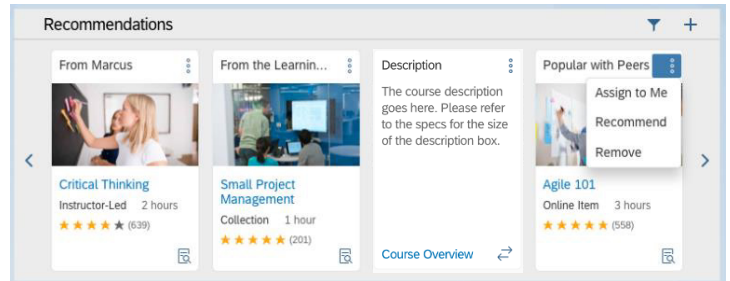 Recommendations
From Marcus
Critical Thinking
Instructor-Led 2 hours
(639)
From the Learnin...
Small Project
Management
Collection 1 hour
(201)
Description
The course description
goes here. Please refer
to the specs for the size
of the description box.
Course Overview
Popular with Peers
Assign to Me
Recommend
Remove
Agile 101
Online Item 3 hours
(558)